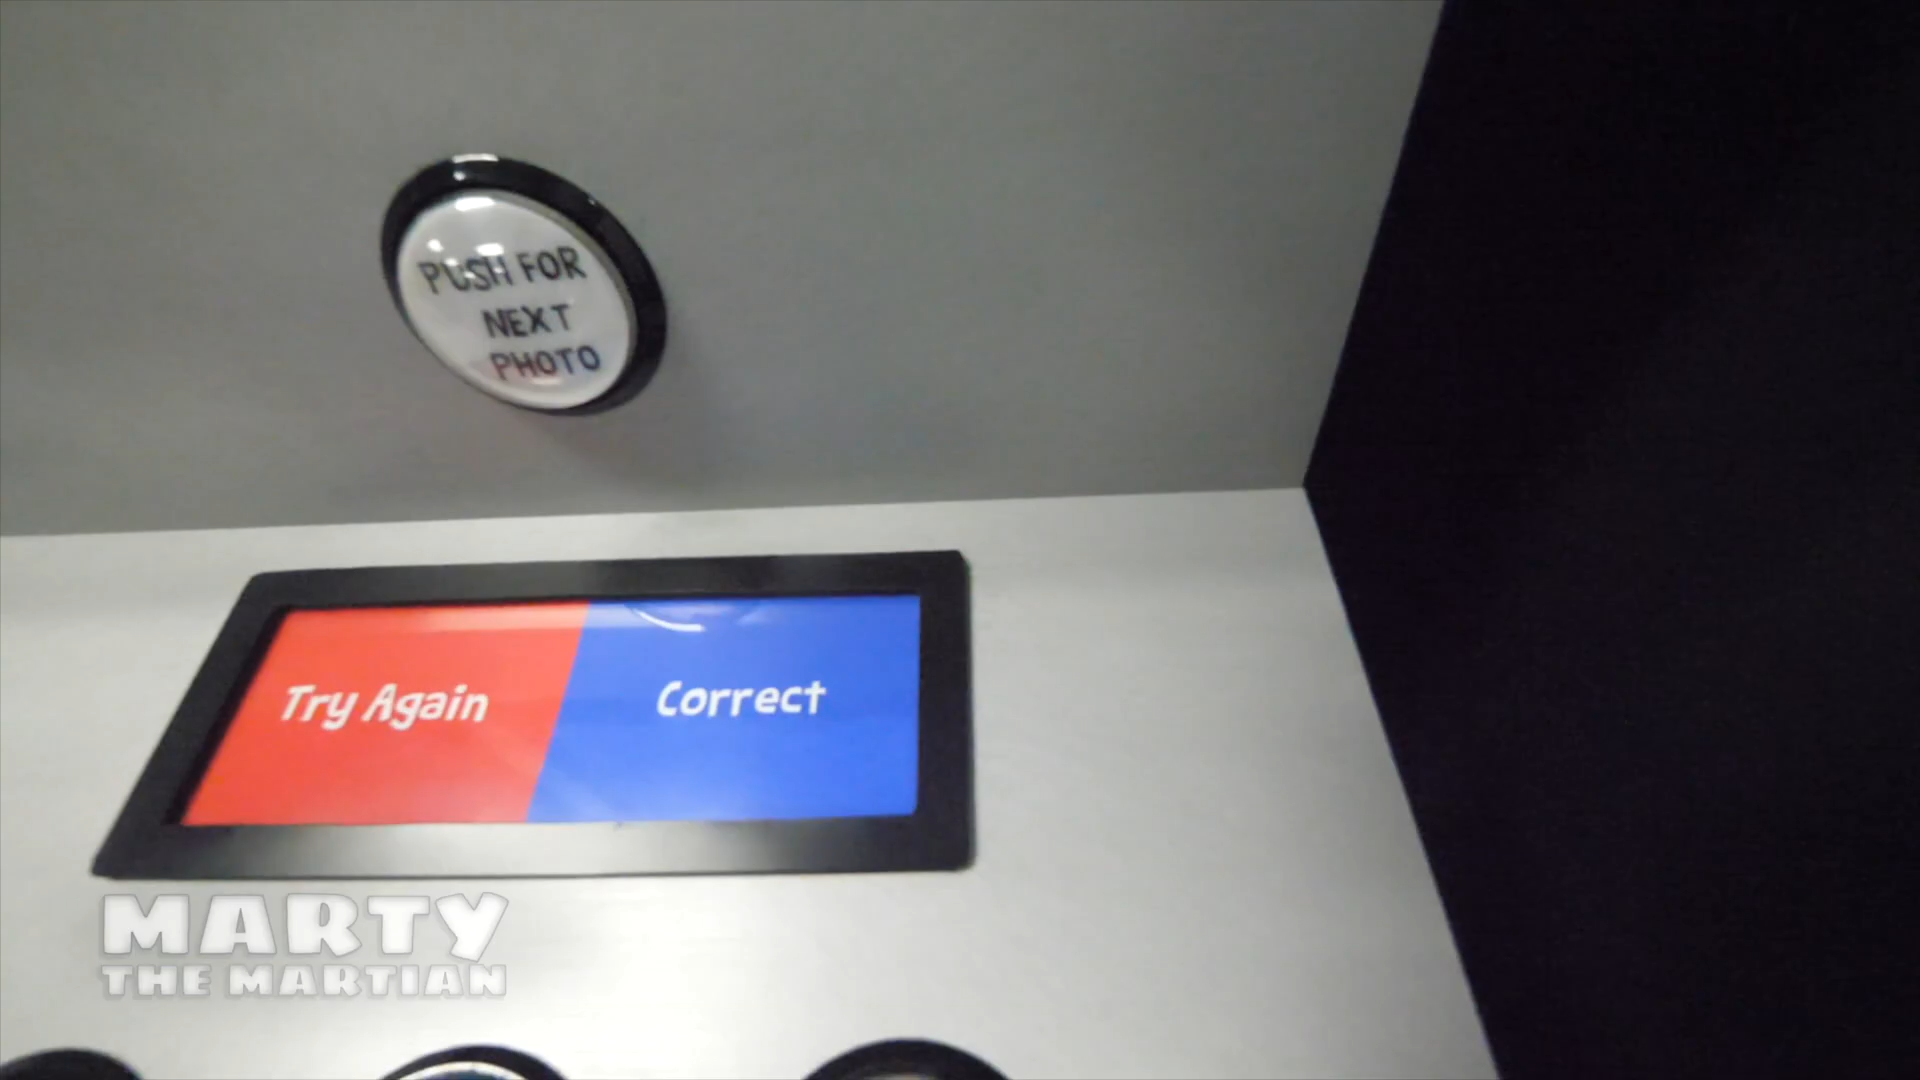 PUSH FOR
NEXT
PHOTO
Try Again
Correct
MARTY
THE MARTIAN